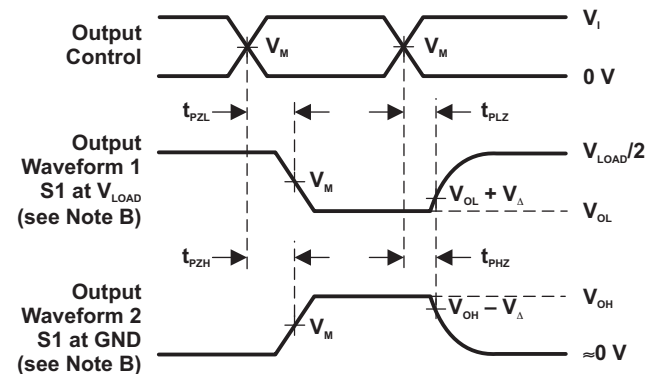 Output
Control
V_I
V_M
V_M
0 V
t_PZL
t_PLZ
Output
Waveform 1
S1 at V_LOAD
(see Note B)
V_LOAD/2
V_M
V_OL + V_Δ
V_OL
t_PZH
t_PHZ
Output
Waveform 2
S1 at GND
(see Note B)
V_OH
V_OH − V_Δ
V_M
≈0 V